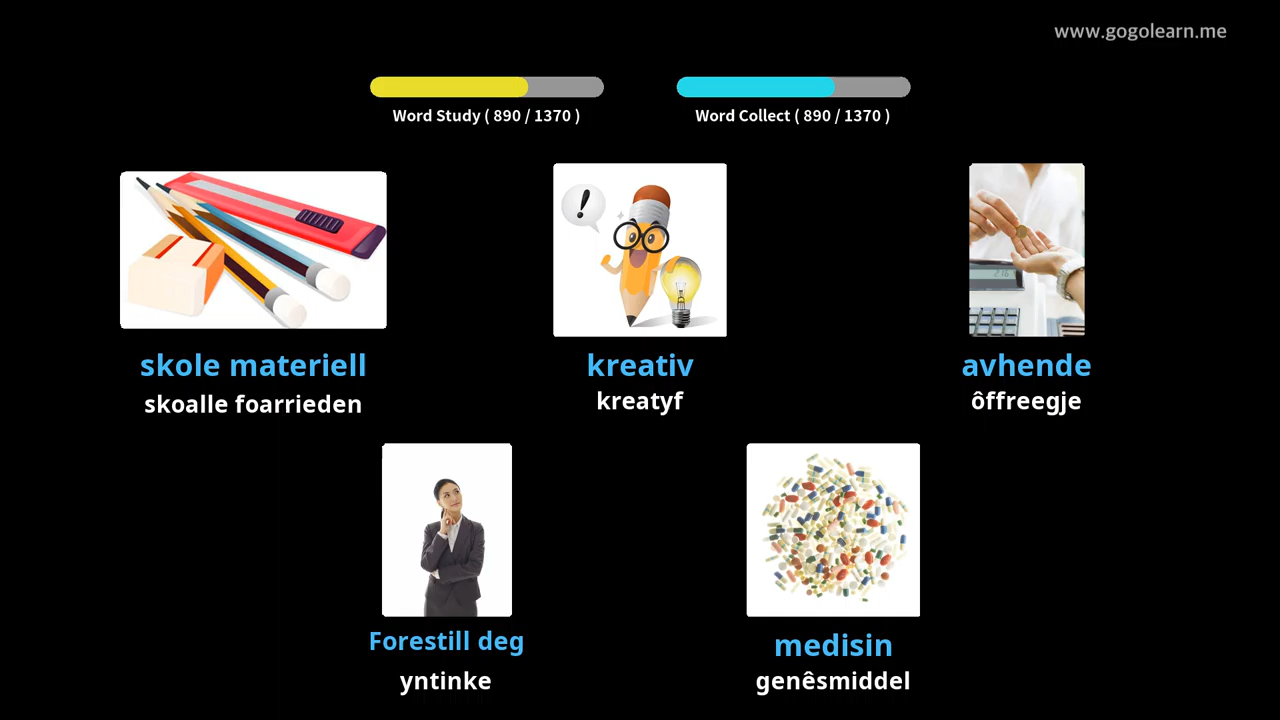 www.gogolearn.me
Word Study ( 890 / 1370 )
Word Collect ( 890 / 1370 )
skole materiell
skoalle foarrieden
kreativ
kreatyf
avhende
ôffreegje
Forestill deg
yntinke
medisin
genêsmiddel